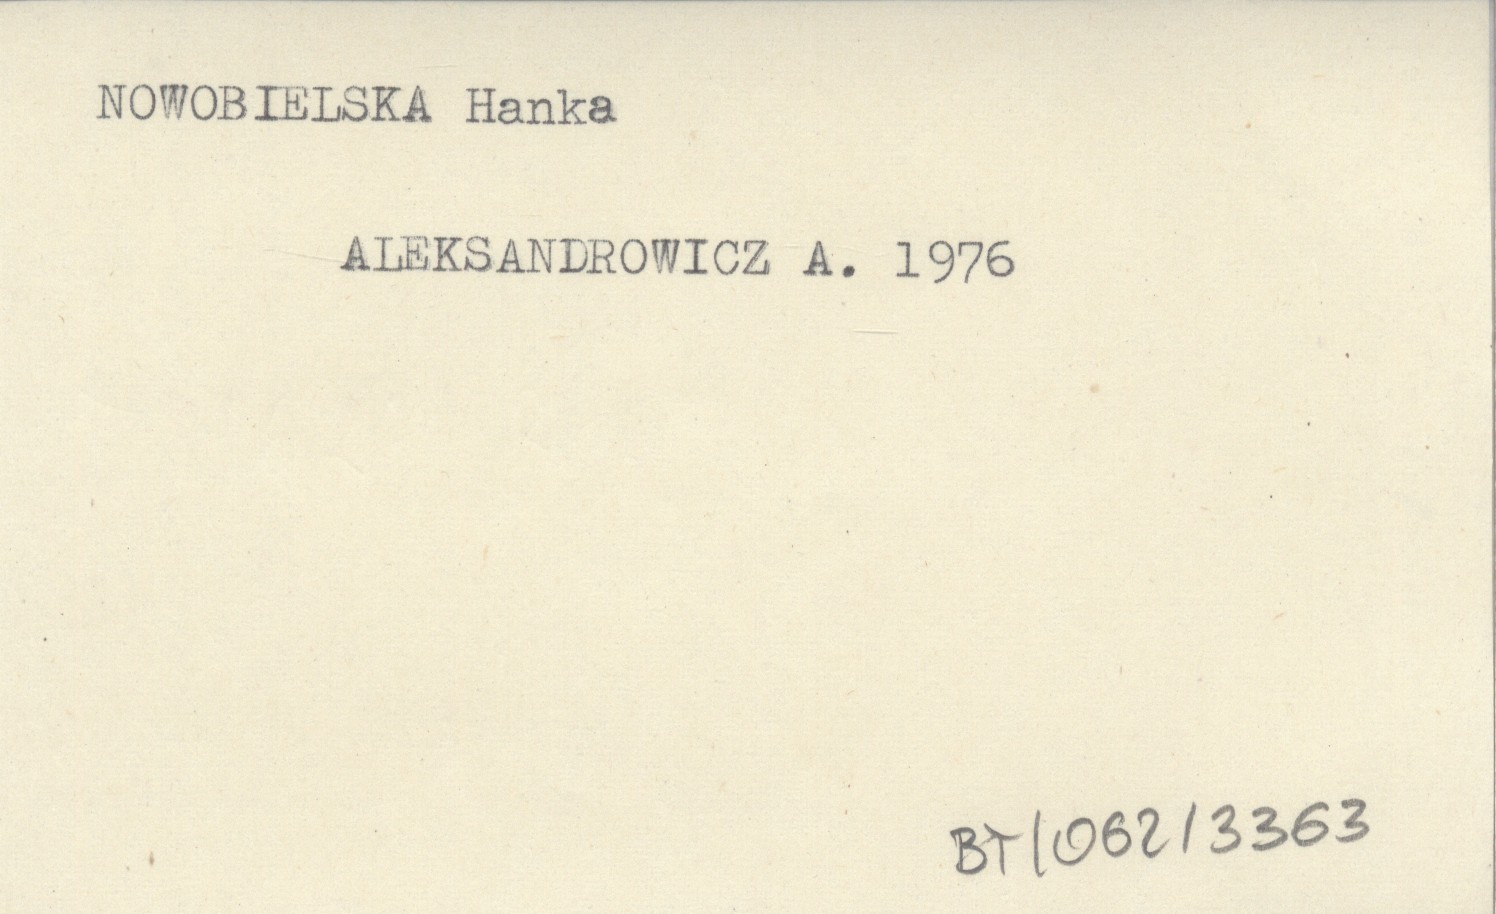 NOWOBIELSKA Hanka
ALEKSANDROWICZ A. 1976
BT/062/3363